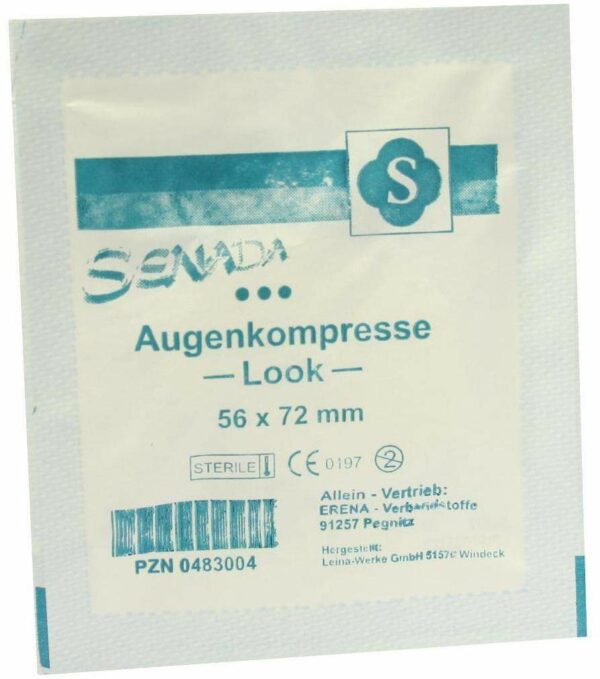 S
SENADA
Augenkompresse
— Look —
56 x 72 mm
STERILE CE 0197 2
Allein - Vertrieb:
ERENA - Verbandstoffe
91257 Pegnitz
PZN 0483004
Hergestellt:
Leina-Werke GmbH Windeck